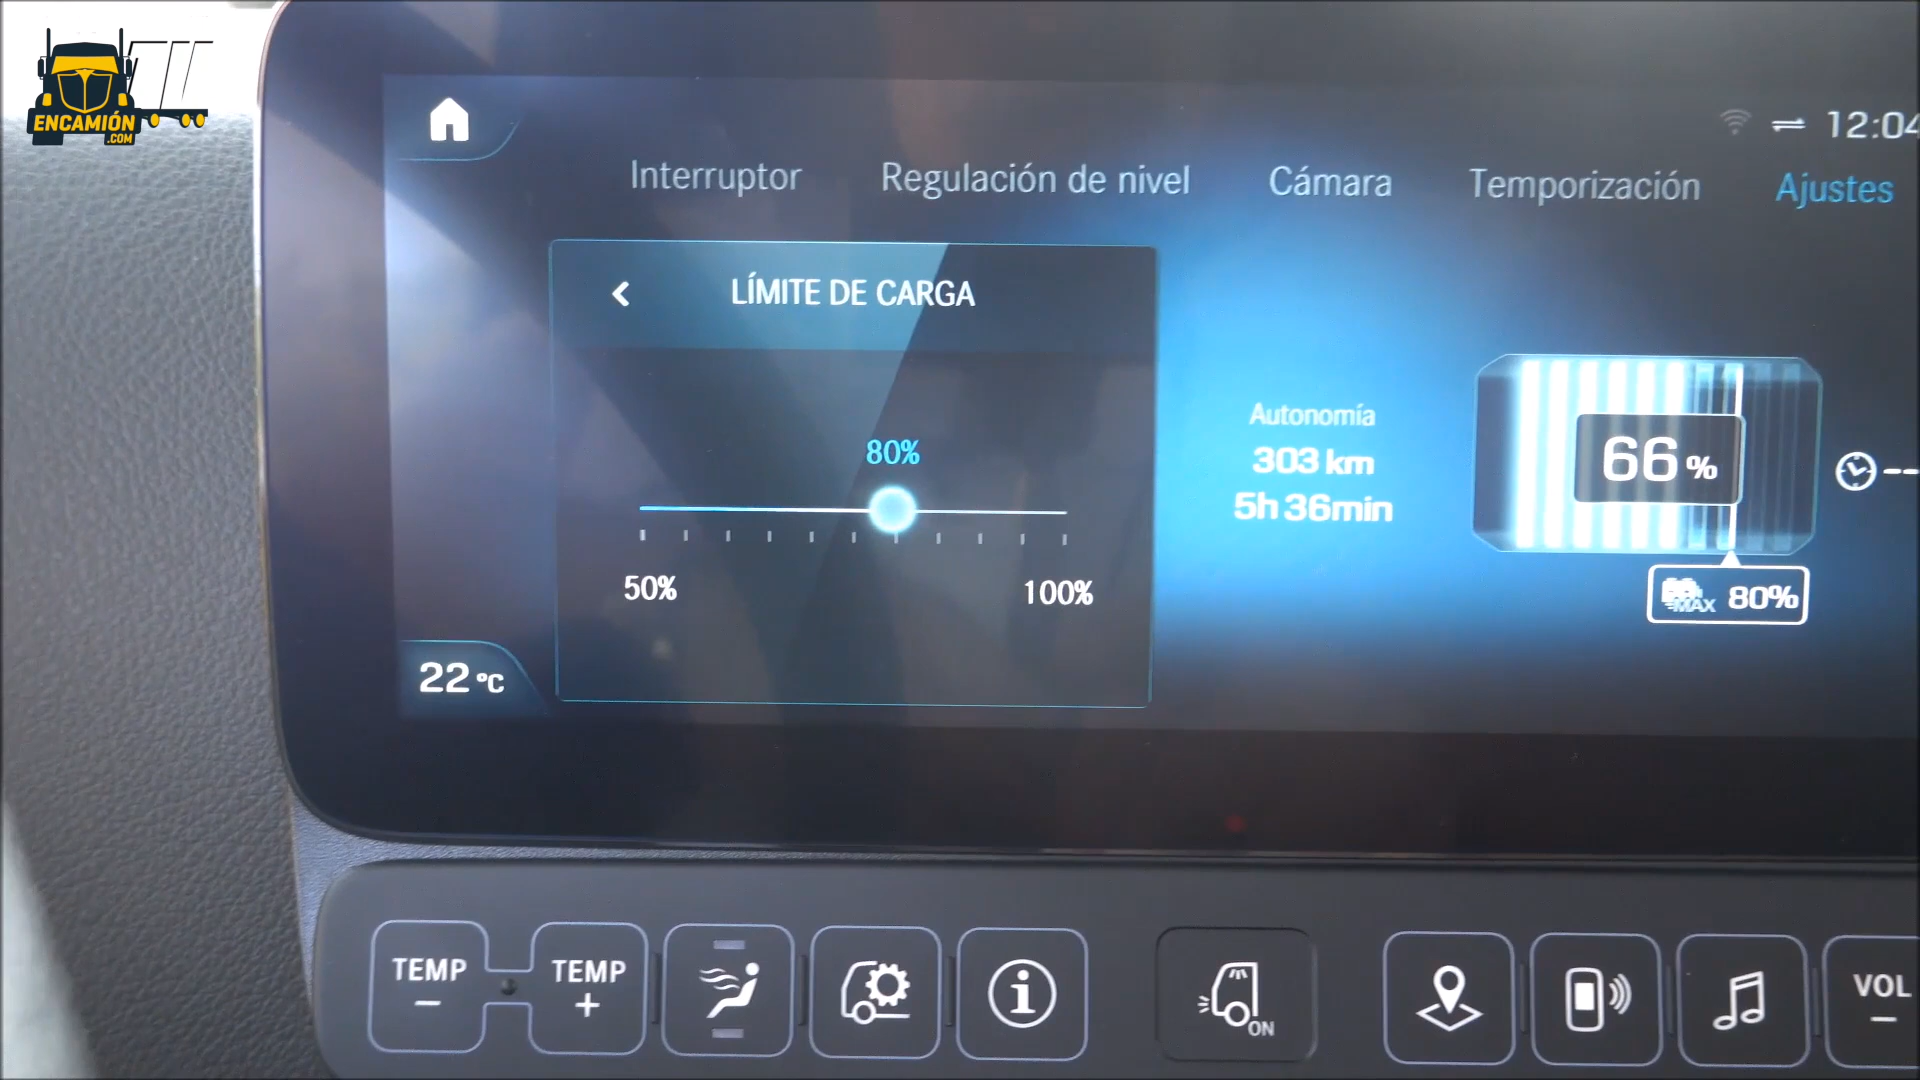 ENCAMIÓN
.COM
12:04
Interruptor
Regulación de nivel
Cámara
Temporización
Ajustes
LÍMITE DE CARGA
80%
50%
100%
Autonomía
303 km
5h 36min
66 %
--
MAX 80%
22 °C
TEMP
−
TEMP
+
i
ON
VOL
−